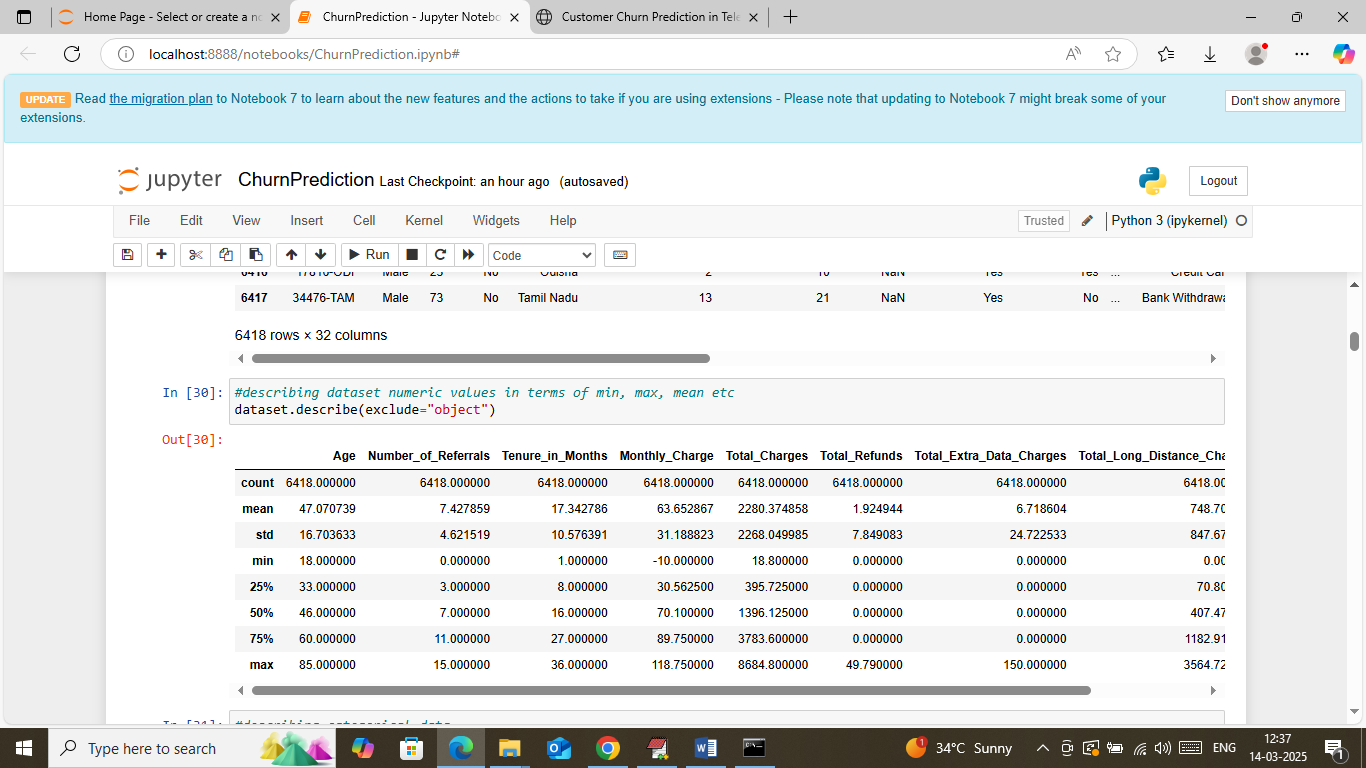 Home Page - Select or create a n
ChurnPrediction - Jupyter Notebo
Customer Churn Prediction in Tele
localhost:8888/notebooks/ChurnPrediction.ipynb#
UPDATE Read the migration plan to Notebook 7 to learn about the new features and the actions to take if you are using extensions - Please note that updating to Notebook 7 might break some of your
extensions.
Don't show anymore
jupyter ChurnPrediction Last Checkpoint: an hour ago (autosaved)
Logout
File Edit View Insert Cell Kernel Widgets Help
Trusted Python 3 (ipykernel)
Run Code
Male No 2 NaN Yes Yes ...
6417 34476-TAM Male 73 No Tamil Nadu 13 21 NaN Yes No ... Bank Withdrawa
6418 rows × 32 columns
In [30]: #describing dataset numeric values in terms of min, max, mean etc
dataset.describe(exclude="object")
Out[30]:
Age Number_of_Referrals Tenure_in_Months Monthly_Charge Total_Charges Total_Refunds Total_Extra_Data_Charges Total_Long_Distance_Cha
count 6418.000000 6418.000000 6418.000000 6418.000000 6418.000000 6418.000000 6418.000000 6418.00
mean 47.070739 7.427859 17.342786 63.652867 2280.374858 1.924944 6.718604 748.70
std 16.703633 4.621519 10.576391 31.188823 2268.049985 7.849083 24.722533 847.67
min 18.000000 0.000000 1.000000 -10.000000 18.800000 0.000000 0.000000 0.00
25% 33.000000 3.000000 8.000000 30.562500 395.725000 0.000000 0.000000 70.80
50% 46.000000 7.000000 16.000000 70.100000 1396.125000 0.000000 0.000000 407.47
75% 60.000000 11.000000 27.000000 89.750000 3783.600000 0.000000 0.000000 1182.91
max 85.000000 15.000000 36.000000 118.750000 8684.800000 49.790000 150.000000 3564.72
In [31]: #describing categorical data
Type here to search
34°C Sunny
ENG
12:37
14-03-2025
1